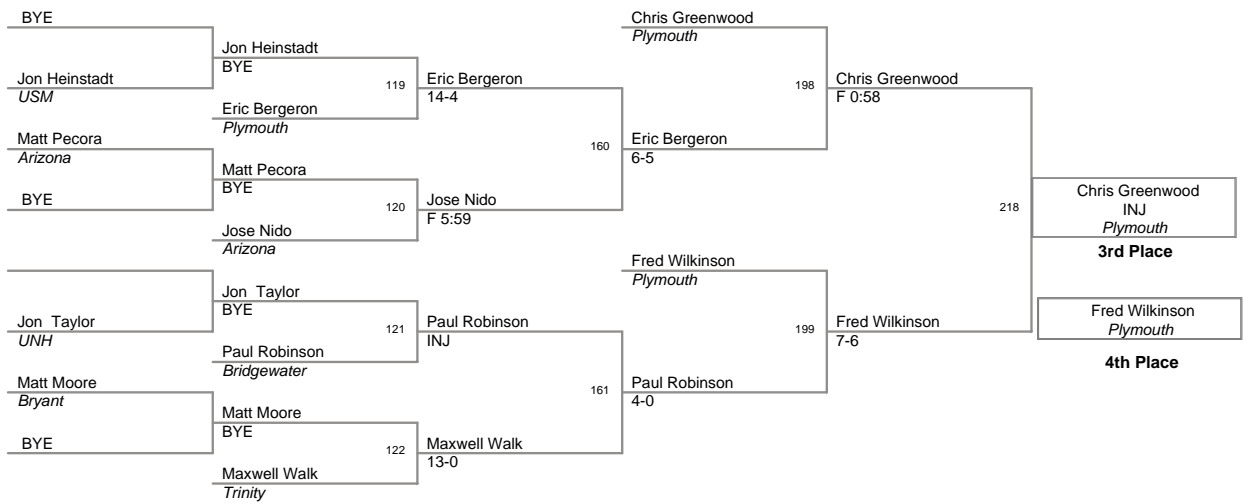 BYE
Jon Heinstadt
USM
Matt Pecora
Arizona
BYE
Jon Taylor
UNH
Matt Moore
Bryant
BYE
Jon Heinstadt
BYE
119
Eric Bergeron
Plymouth
Matt Pecora
BYE
120
Jose Nido
Arizona
Jon Taylor
BYE
121
Paul Robinson
Bridgewater
Matt Moore
BYE
122
Maxwell Walk
Trinity
Eric Bergeron
14-4
160
Jose Nido
F 5:59
Paul Robinson
INJ
161
Maxwell Walk
13-0
Chris Greenwood
Plymouth
198
Eric Bergeron
6-5
Fred Wilkinson
Plymouth
199
Paul Robinson
4-0
Chris Greenwood
F 0:58
218
Fred Wilkinson
7-6
Chris Greenwood
INJ
Plymouth
3rd Place
Fred Wilkinson
Plymouth
4th Place